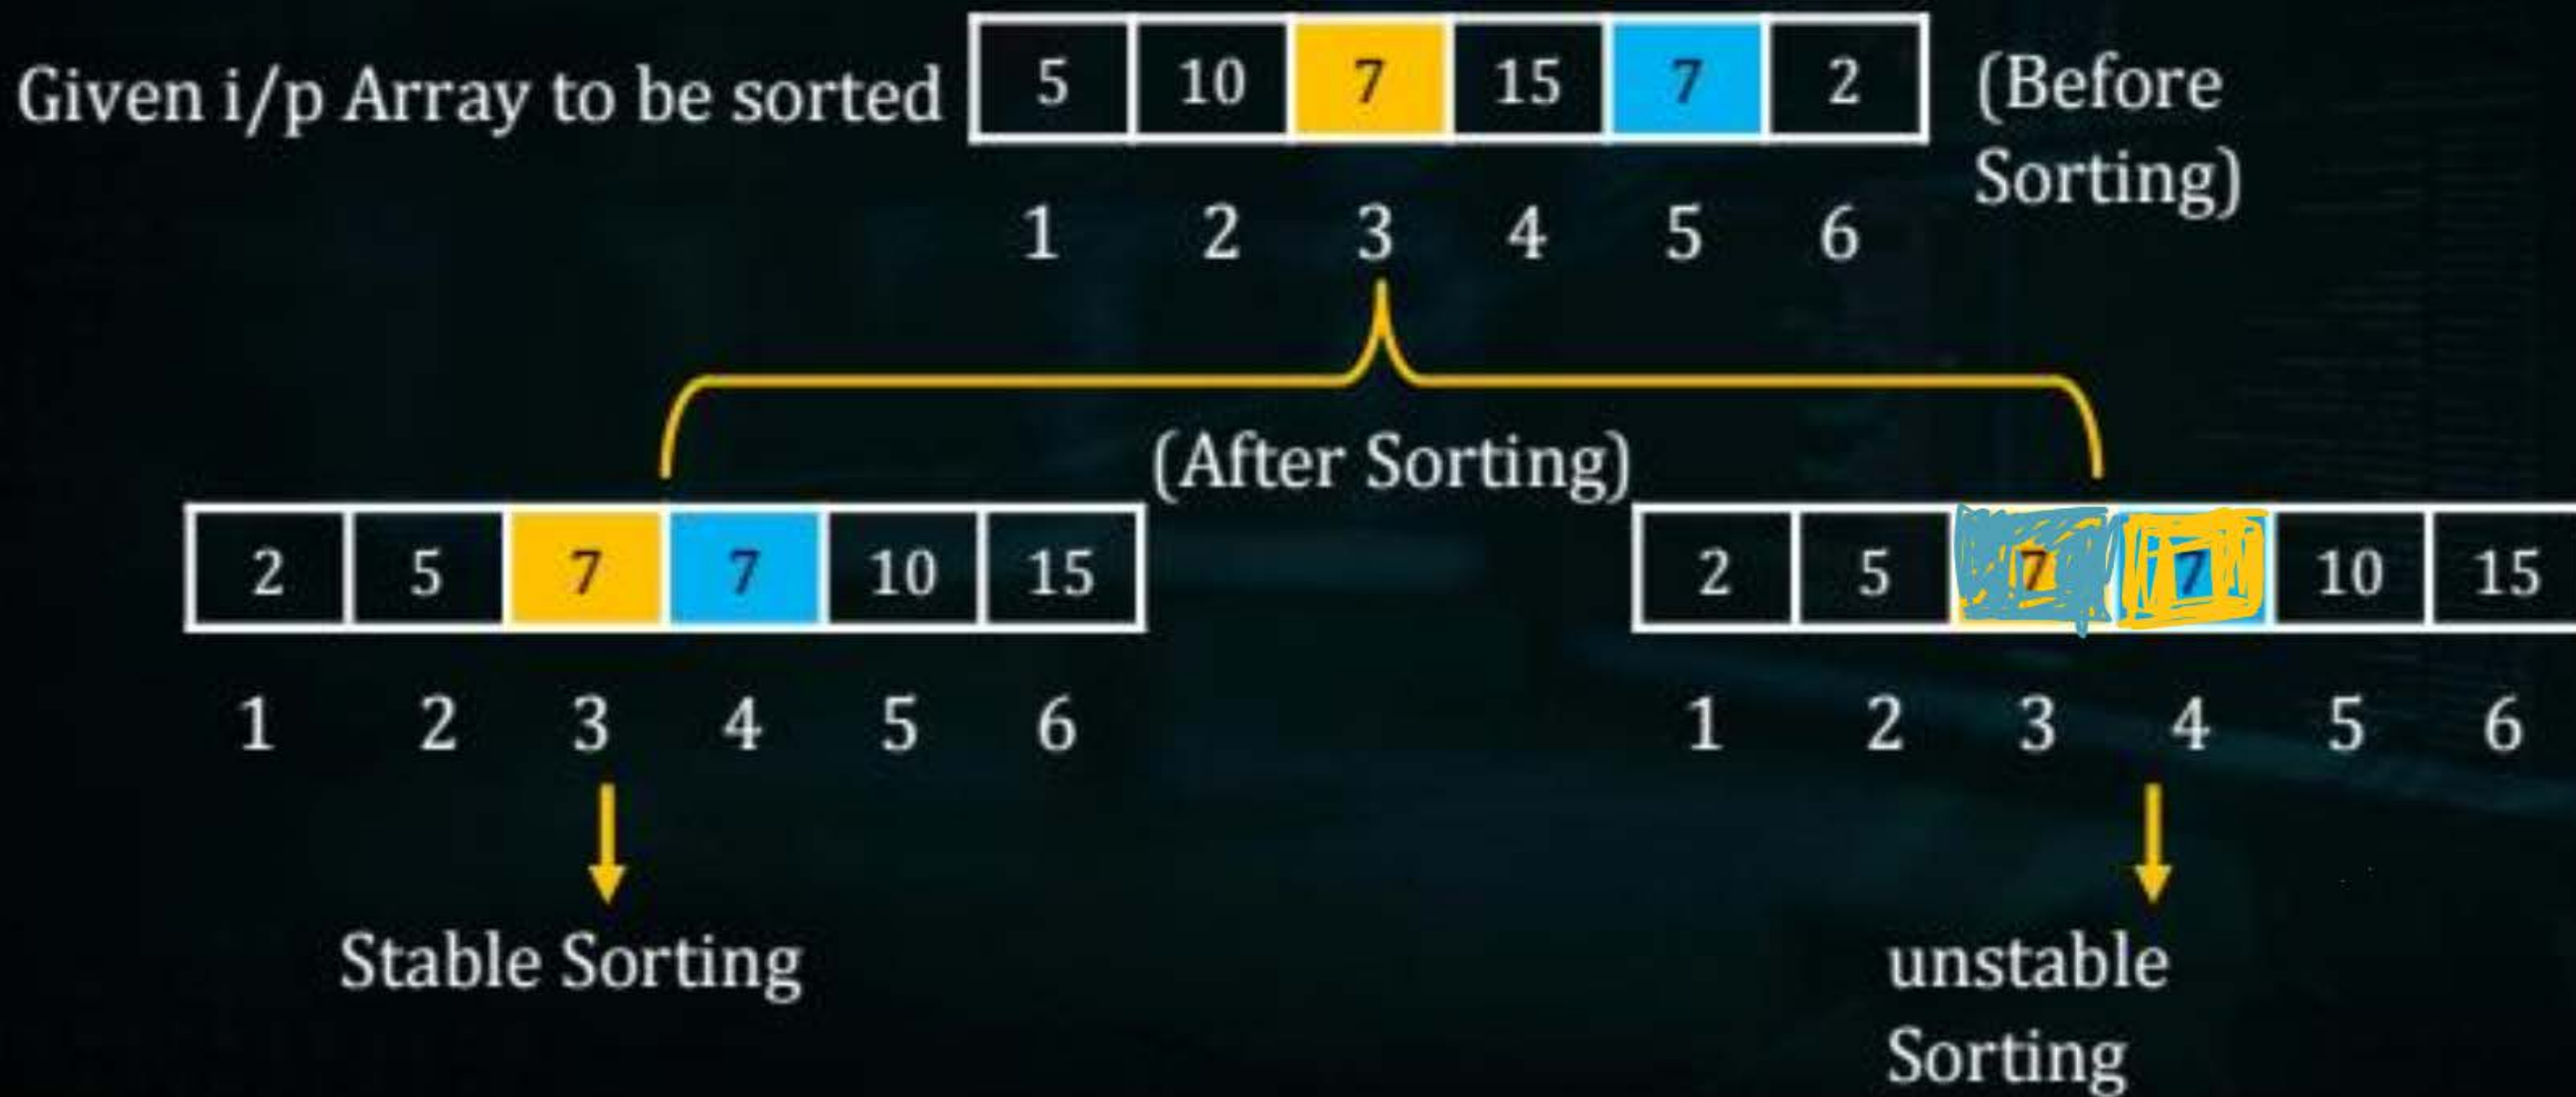 Given i/p Array to be sorted 5 10 7 15 7 2 (Before
Sorting)
1 2 3 4 5 6
(After Sorting)
2 5 7 7 10 15
1 2 3 4 5 6
Stable Sorting
2 5 7 7 10 15
1 2 3 4 5 6
unstable
Sorting